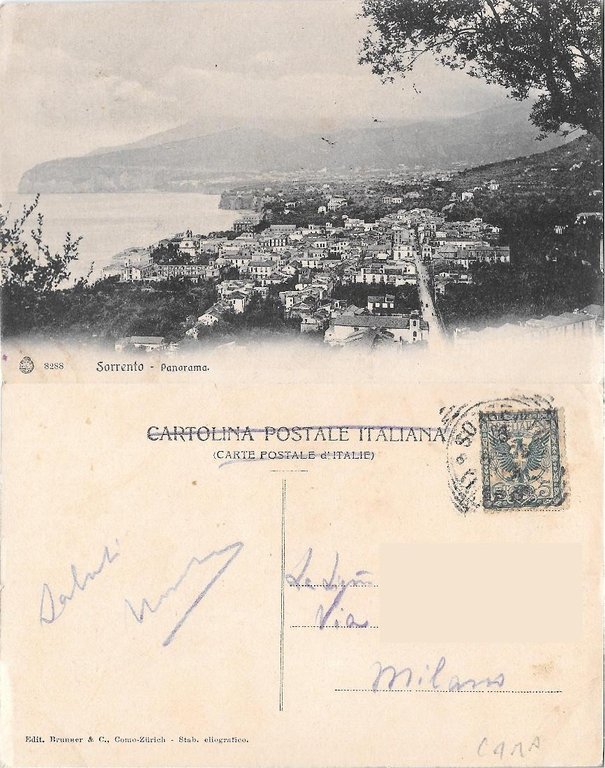 8288 Sorrento - Panorama.
CARTOLINA POSTALE ITALIANA
(CARTE POSTALE d'ITALIE)
Saluti
Via
Milano
Edit. Brunner & C., Como-Zürich - Stab. eliografico.